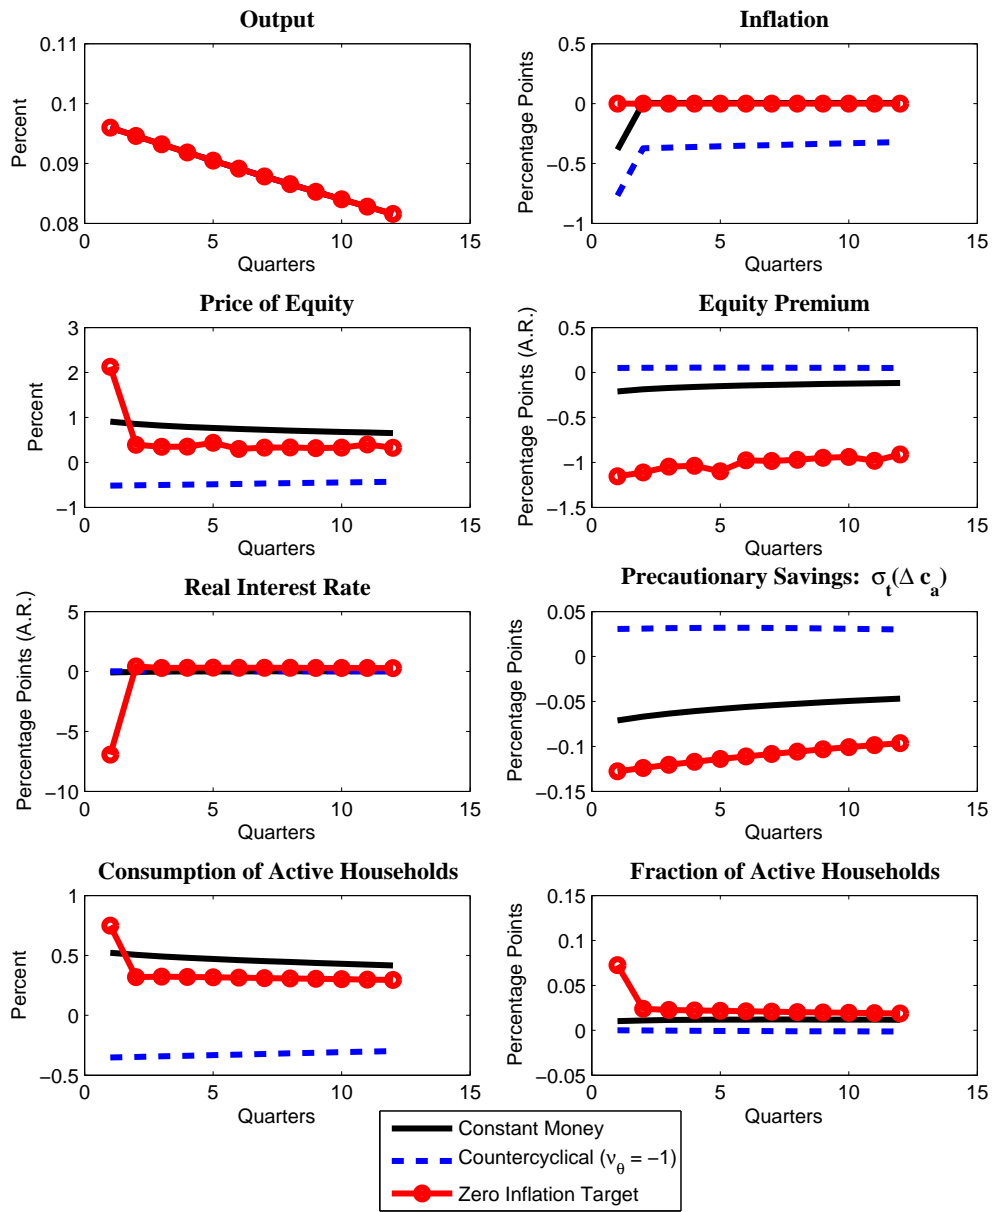 Output
0.11
0.1
0.09
0.08
Percent
0
5
10
15
Quarters
Inflation
0.5
0
−0.5
−1
Percentage Points
0
5
10
15
Quarters
Price of Equity
3
2
1
0
−1
Percent
0
5
10
15
Quarters
Equity Premium
0.5
0
−0.5
−1
−1.5
Percentage Points (A.R.)
0
5
10
15
Quarters
Real Interest Rate
5
0
−5
−10
Percentage Points (A.R.)
0
5
10
15
Quarters
Precautionary Savings: σt(Δ ca)
0.05
0
−0.05
−0.1
−0.15
Percentage Points
0
5
10
15
Quarters
Consumption of Active Households
1
0.5
0
−0.5
Percent
0
5
10
15
Quarters
Fraction of Active Households
0.15
0.1
0.05
0
−0.05
Percentage Points
0
5
10
15
Quarters
Constant Money
Countercyclical (νθ = −1)
Zero Inflation Target